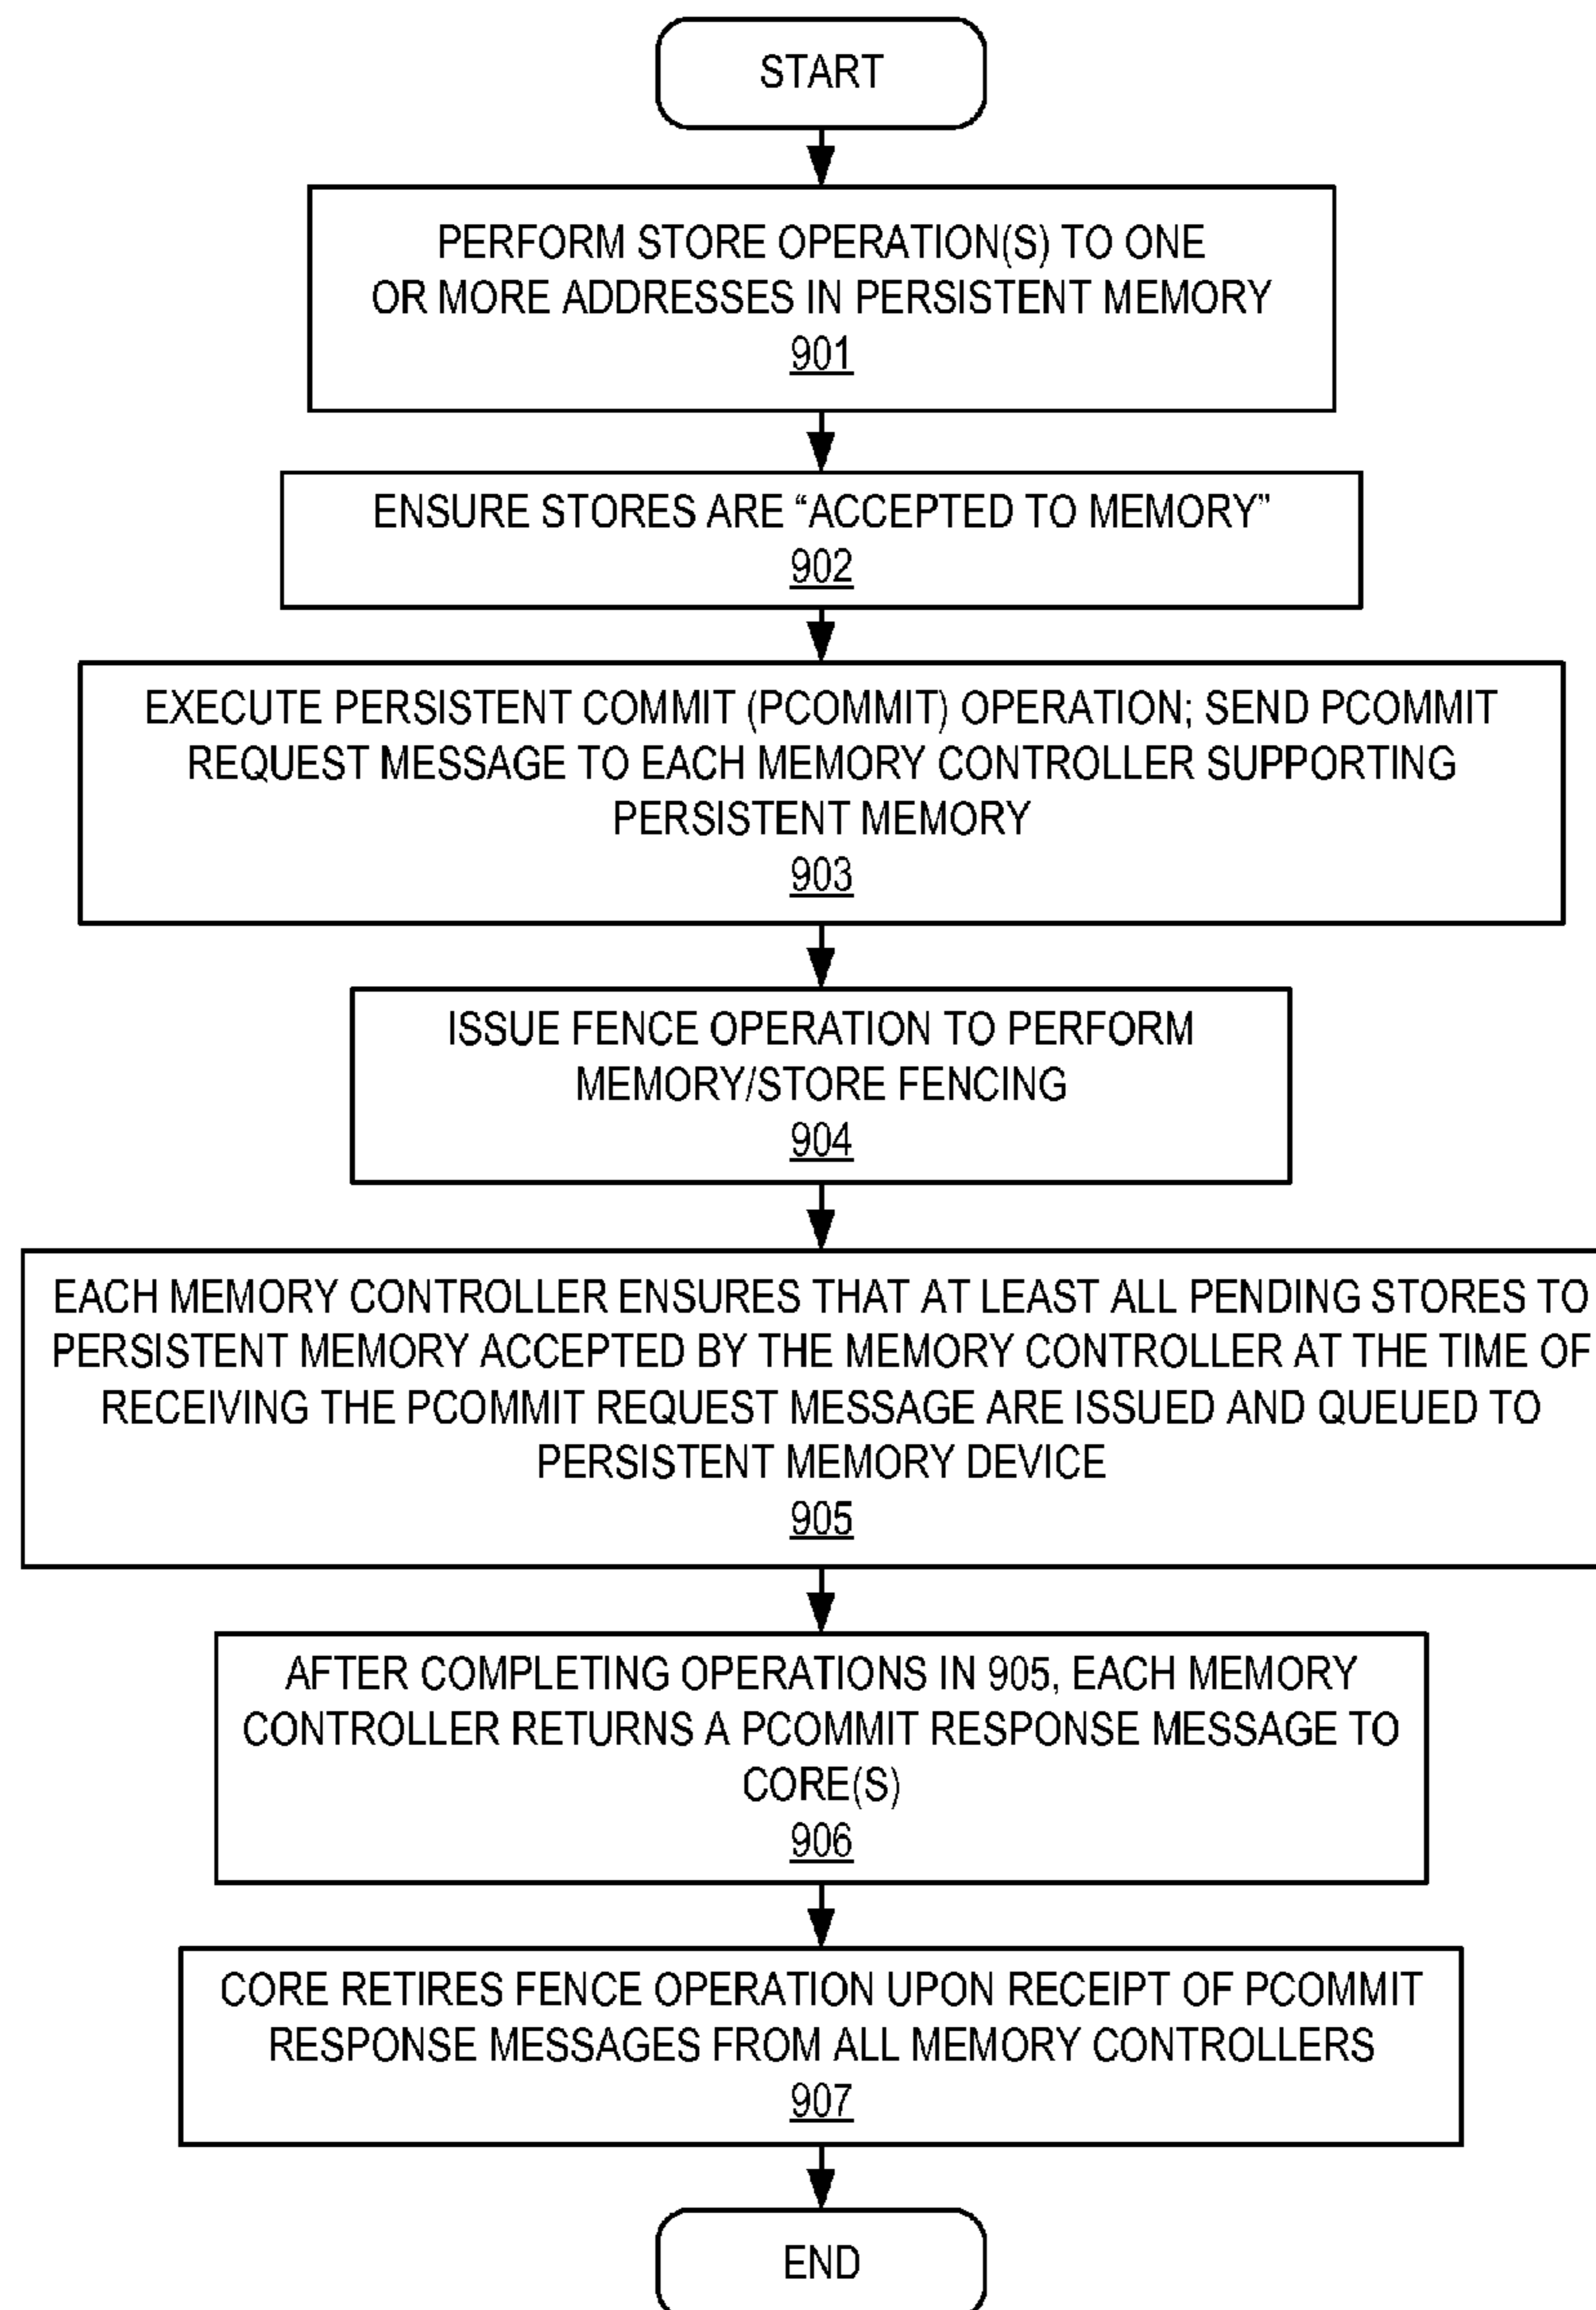 START
PERFORM STORE OPERATION(S) TO ONE
OR MORE ADDRESSES IN PERSISTENT MEMORY
901
ENSURE STORES ARE “ACCEPTED TO MEMORY”
902
EXECUTE PERSISTENT COMMIT (PCOMMIT) OPERATION; SEND PCOMMIT
REQUEST MESSAGE TO EACH MEMORY CONTROLLER SUPPORTING
PERSISTENT MEMORY
903
ISSUE FENCE OPERATION TO PERFORM
MEMORY/STORE FENCING
904
EACH MEMORY CONTROLLER ENSURES THAT AT LEAST ALL PENDING STORES TO
PERSISTENT MEMORY ACCEPTED BY THE MEMORY CONTROLLER AT THE TIME OF
RECEIVING THE PCOMMIT REQUEST MESSAGE ARE ISSUED AND QUEUED TO
PERSISTENT MEMORY DEVICE
905
AFTER COMPLETING OPERATIONS IN 905, EACH MEMORY
CONTROLLER RETURNS A PCOMMIT RESPONSE MESSAGE TO
CORE(S)
906
CORE RETIRES FENCE OPERATION UPON RECEIPT OF PCOMMIT
RESPONSE MESSAGES FROM ALL MEMORY CONTROLLERS
907
END